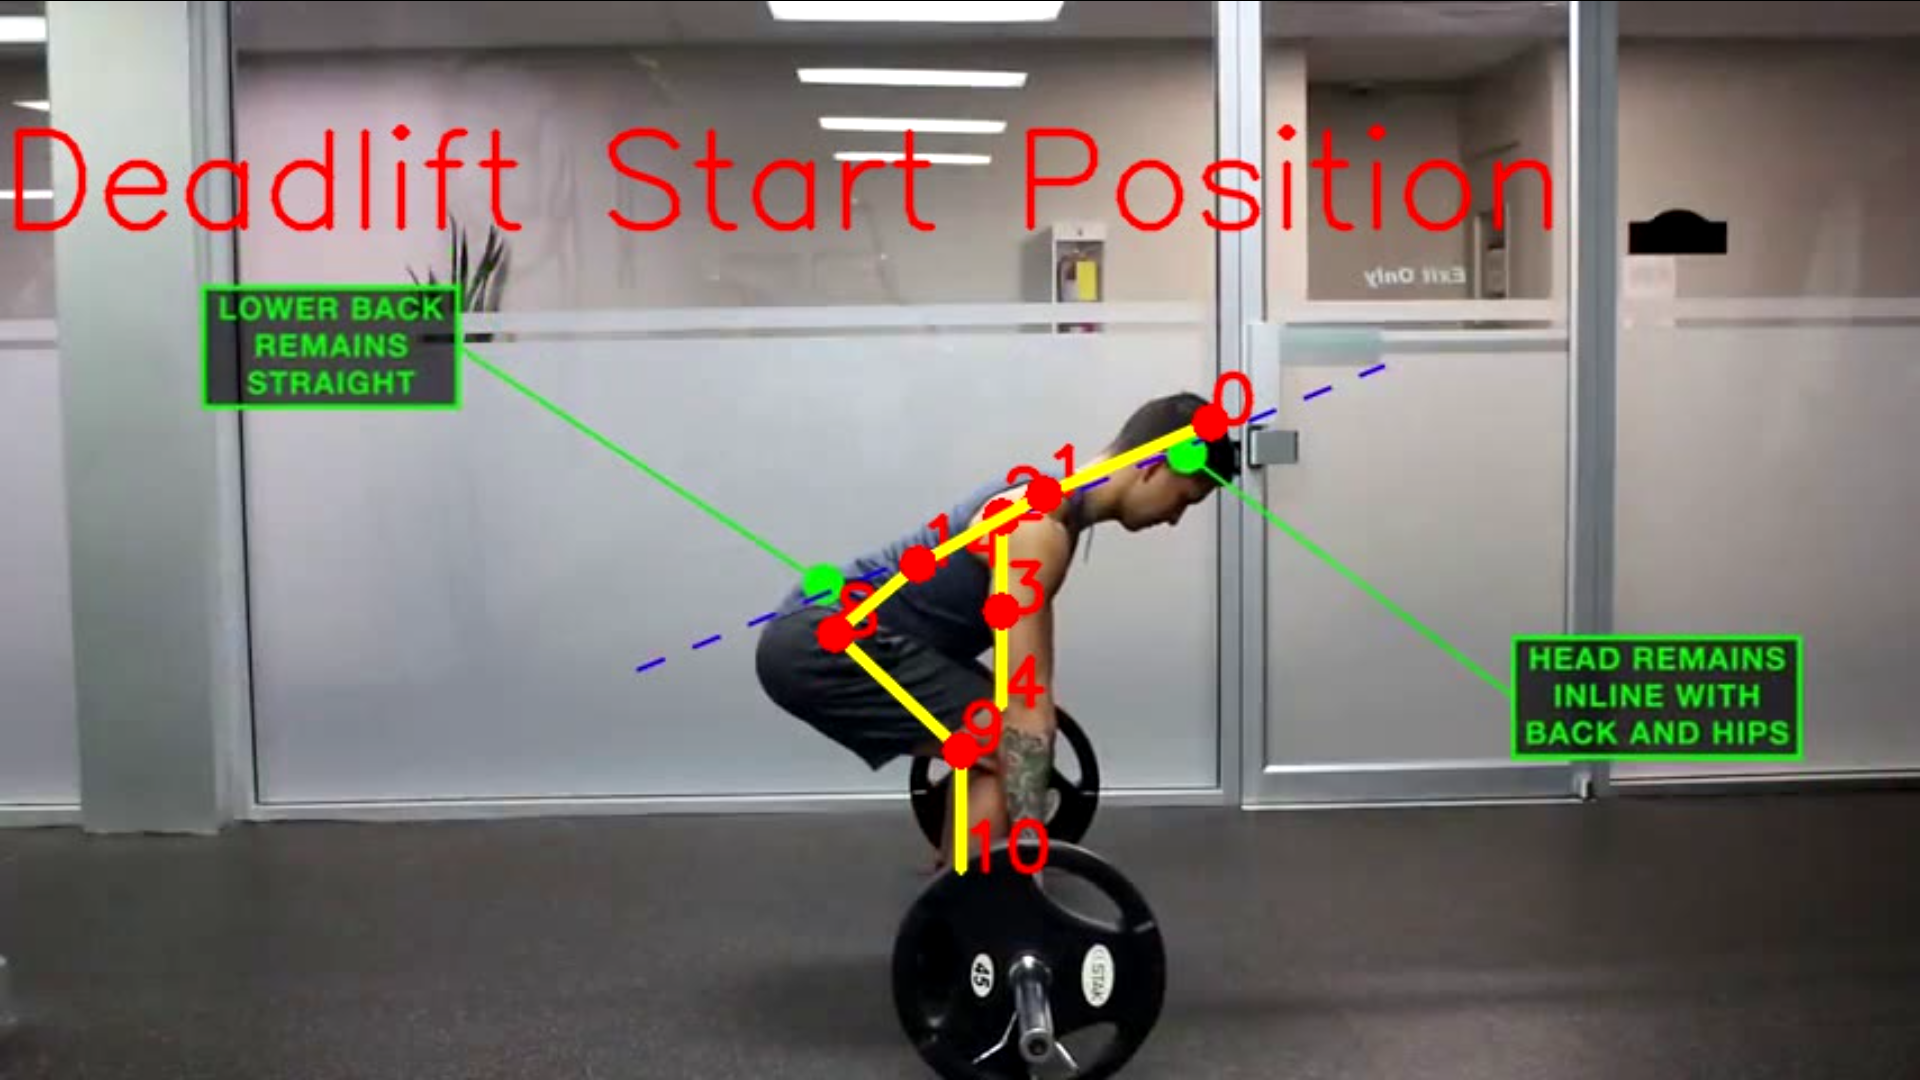 Deadlift Start Position
Exit Only
LOWER BACK
REMAINS
STRAIGHT
0
1
2
14
3
8
4
9
10
HEAD REMAINS
INLINE WITH
BACK AND HIPS
45
STAK